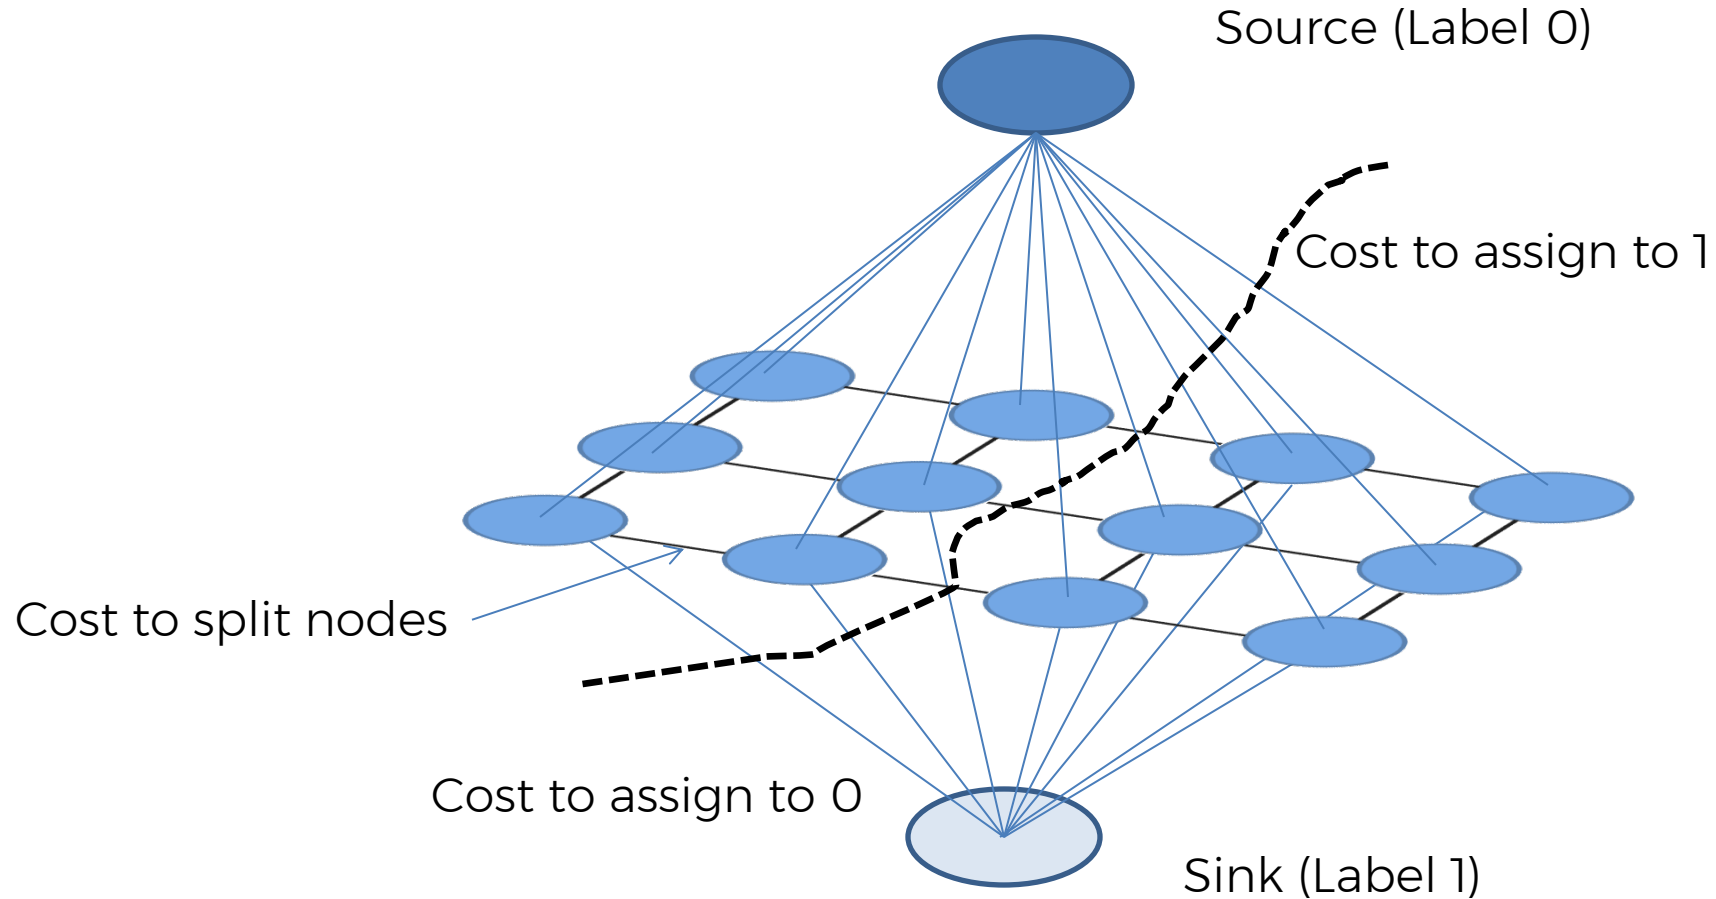 Source (Label 0)
Cost to assign to 1
Cost to split nodes
Cost to assign to 0
Sink (Label 1)